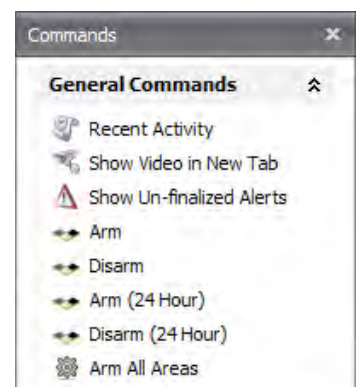 Commands
General Commands
Recent Activity
Show Video in New Tab
Show Un-finalized Alerts
Arm
Disarm
Arm (24 Hour)
Disarm (24 Hour)
Arm All Areas